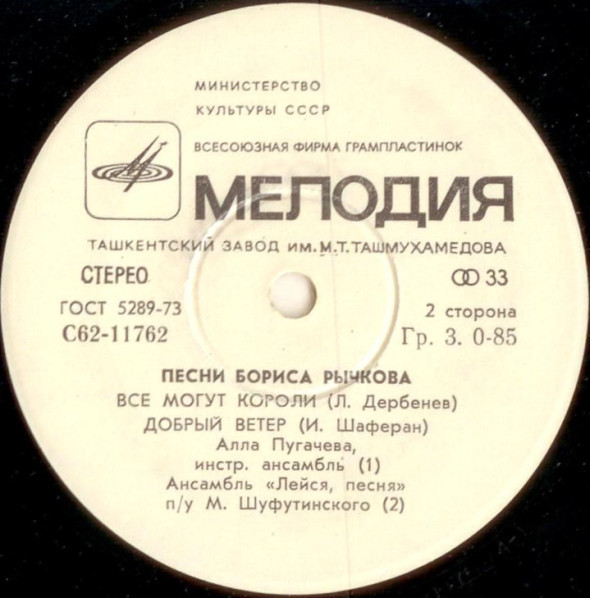 МИНИСТЕРСТВО
КУЛЬТУРЫ СССР
ВСЕСОЮЗНАЯ ФИРМА ГРАМПЛАСТИНОК
МЕЛОДИЯ
ТАШКЕНТСКИЙ ЗАВОД ИМ. М.Т. ТАШМУХАМЕДОВА
СТЕРЕО 33
ГОСТ 5289-73 2 сторона
С62-11762 Гр. 3. 0-85
ПЕСНИ БОРИСА РЫЧКОВА
ВСЕ МОГУТ КОРОЛИ (Л. Дербенев)
ДОБРЫЙ ВЕТЕР (И. Шаферан)
Алла Пугачева,
инстр. ансамбль (1)
Ансамбль «Лейся, песня»
п/у М. Шуфутинского (2)